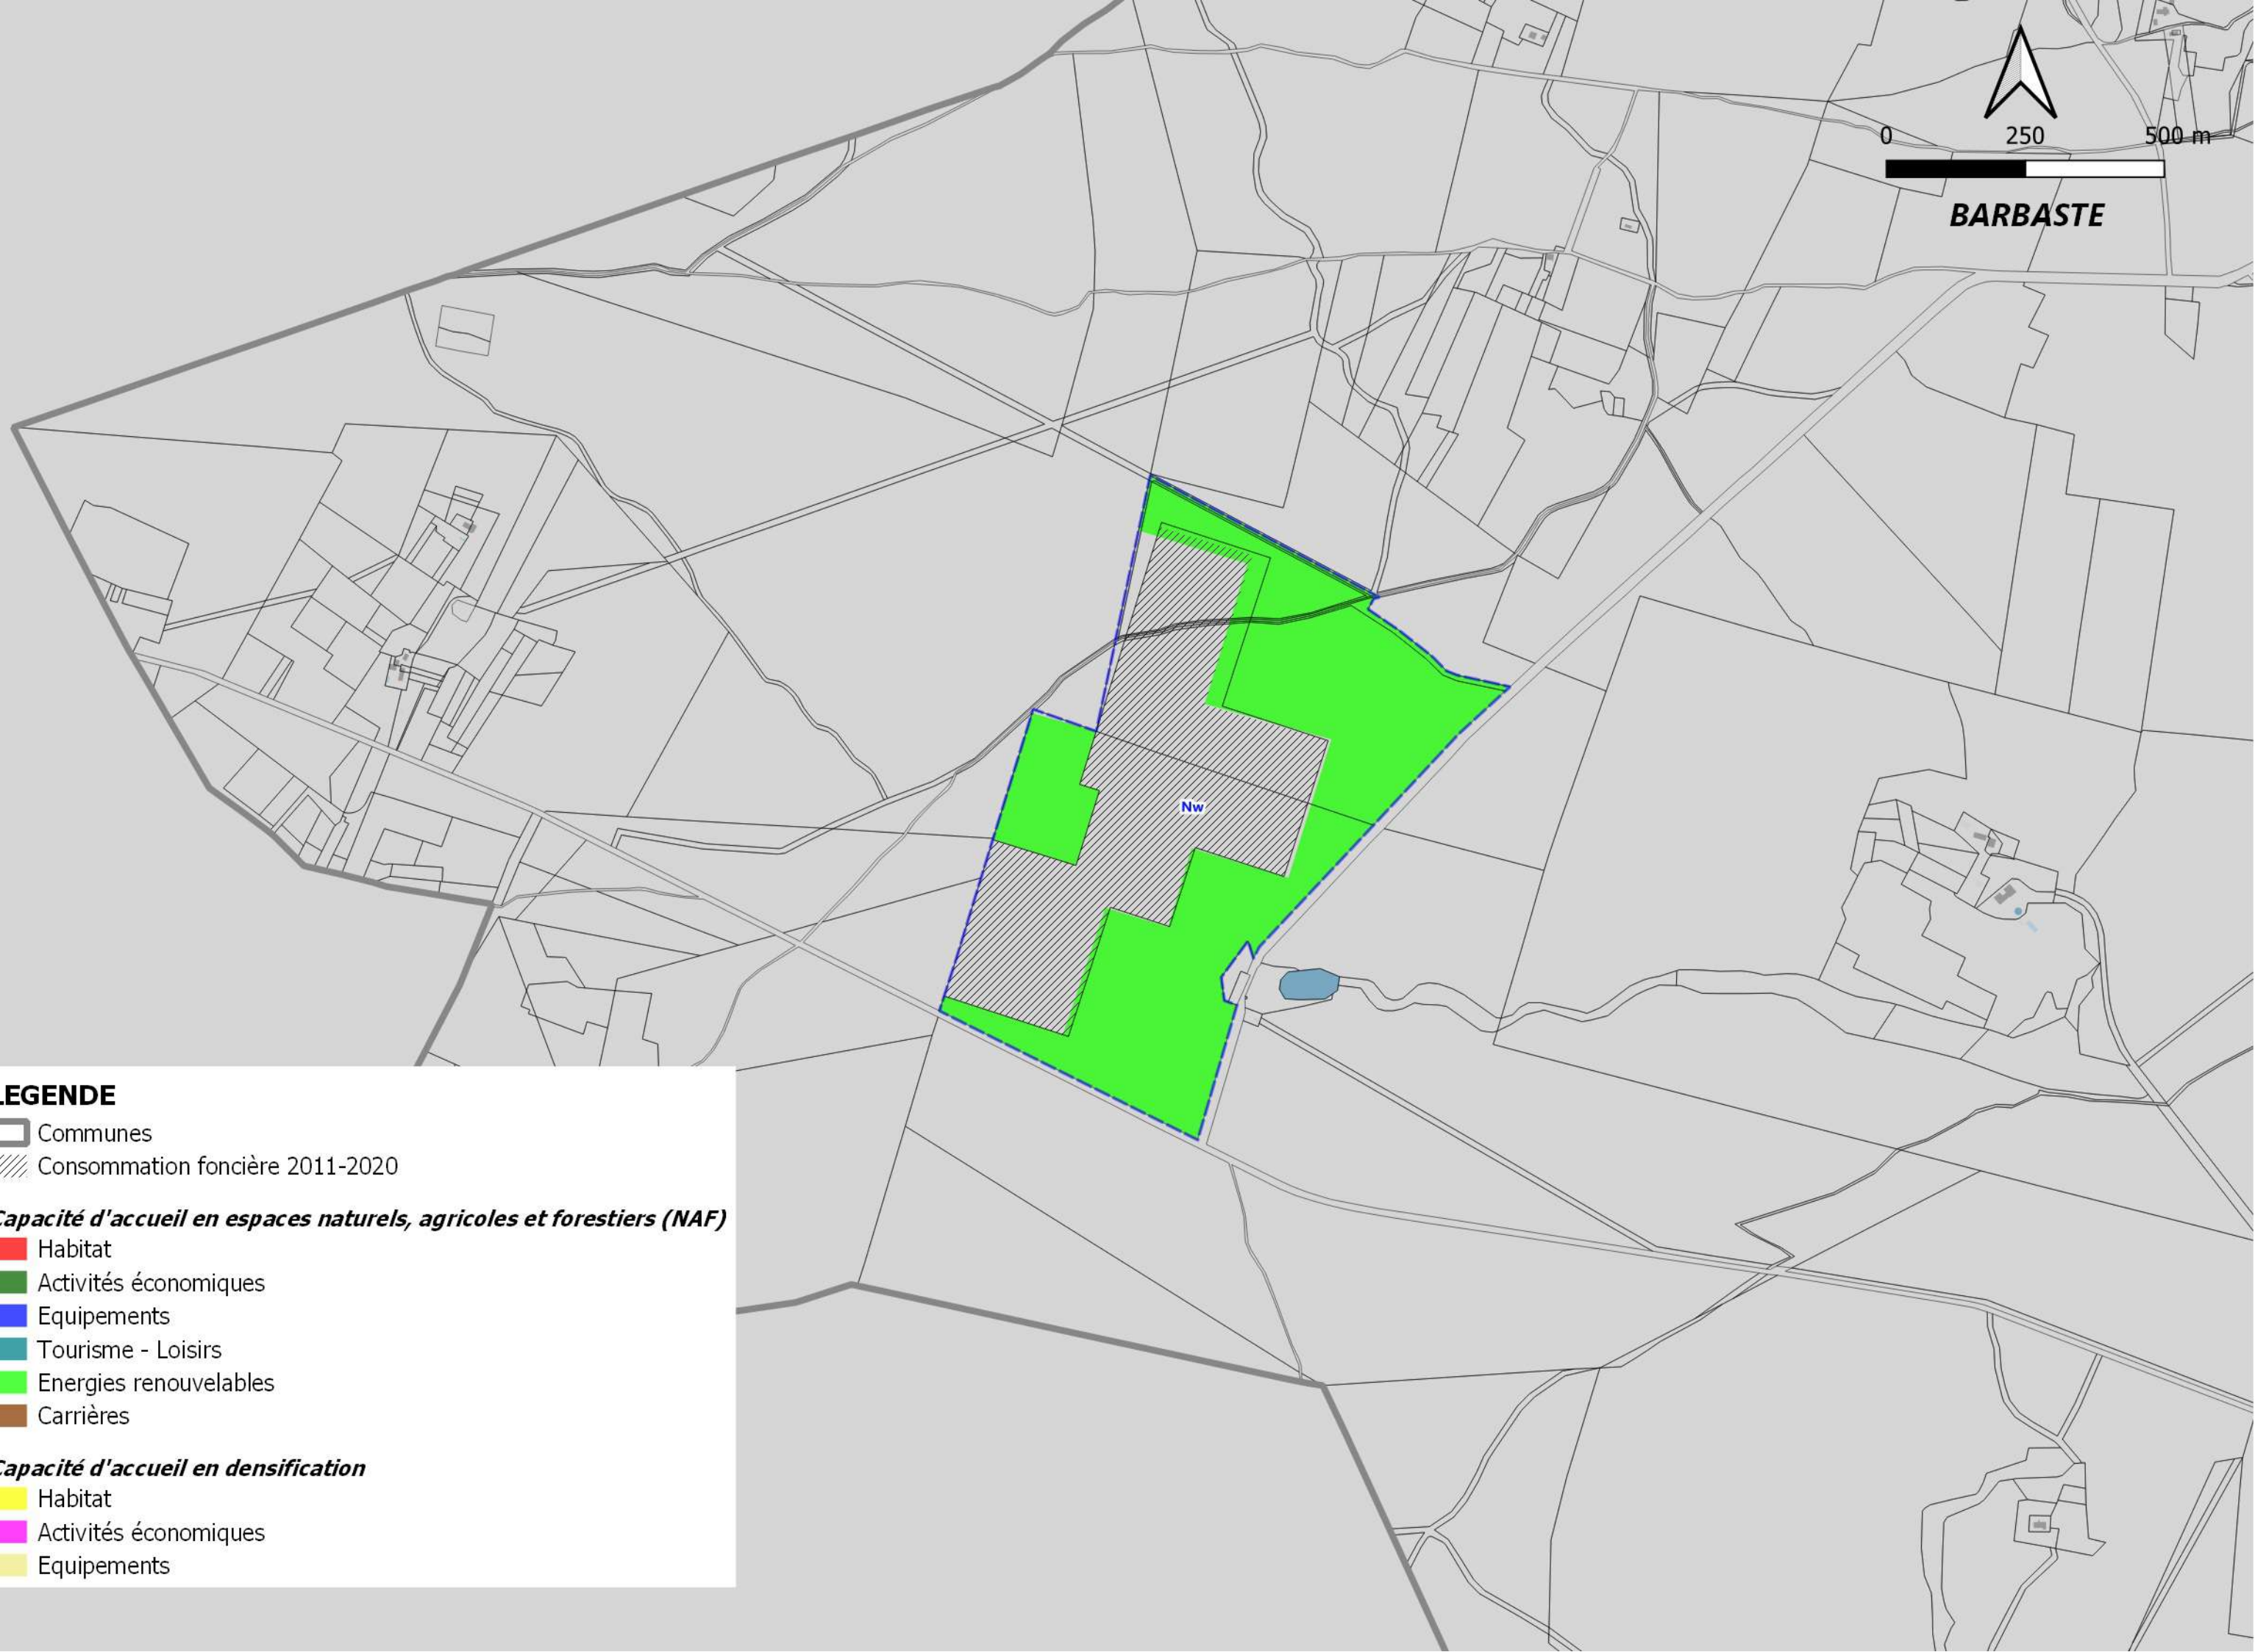 0 250 500 m
BARBASTE
Nw
LEGENDE
Communes
Consommation foncière 2011-2020
Capacité d'accueil en espaces naturels, agricoles et forestiers (NAF)
Habitat
Activités économiques
Equipements
Tourisme - Loisirs
Energies renouvelables
Carrières
Capacité d'accueil en densification
Habitat
Activités économiques
Equipements